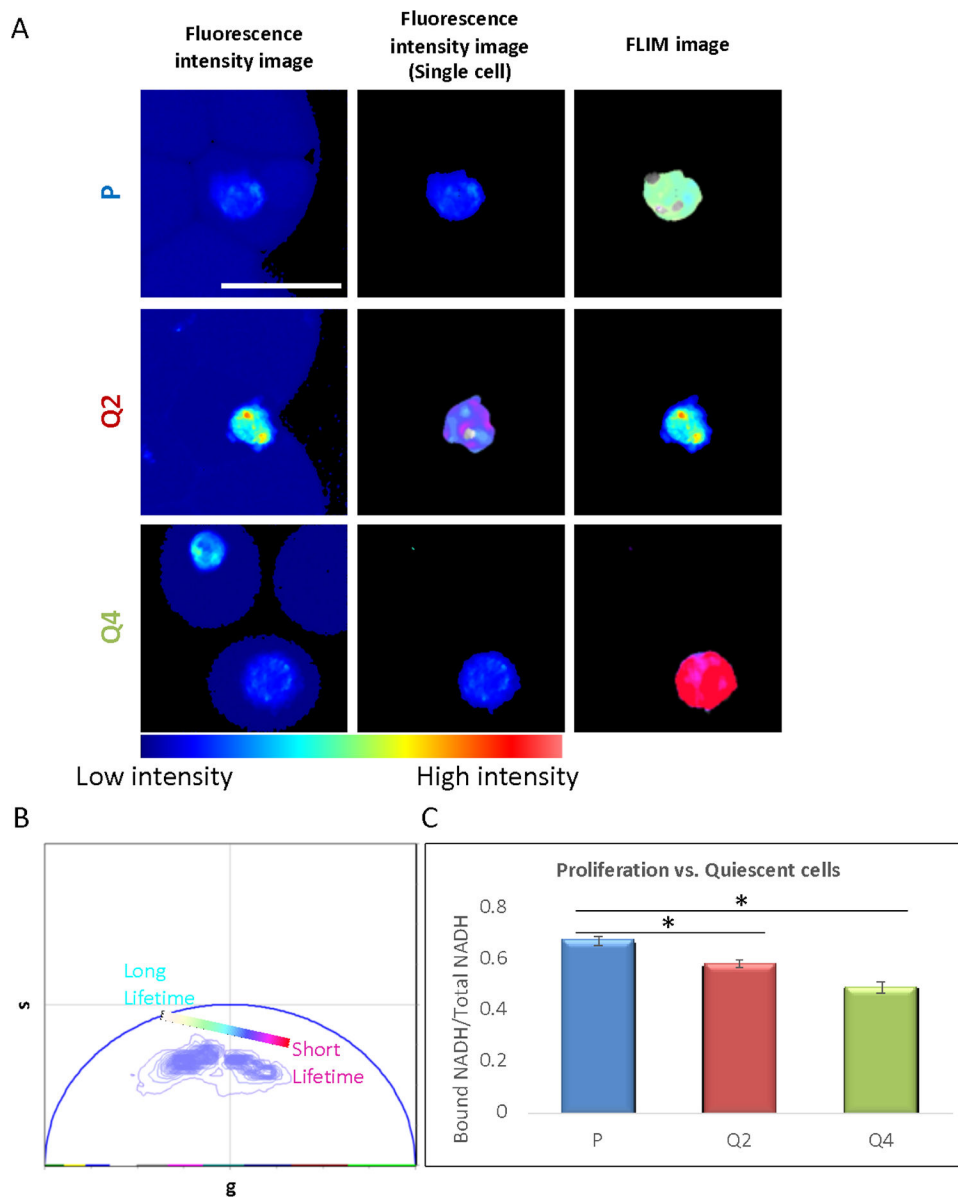 A
Fluorescence
intensity image
Fluorescence
intensity image
(Single cell)
FLIM image
P
Q2
Q4
Low intensity
High intensity
B
Long
Lifetime
Short
Lifetime
s
g
C
Proliferation vs. Quiescent cells
*
*
0.8
0.6
0.4
0.2
0
Bound NADH/Total NADH
P
Q2
Q4